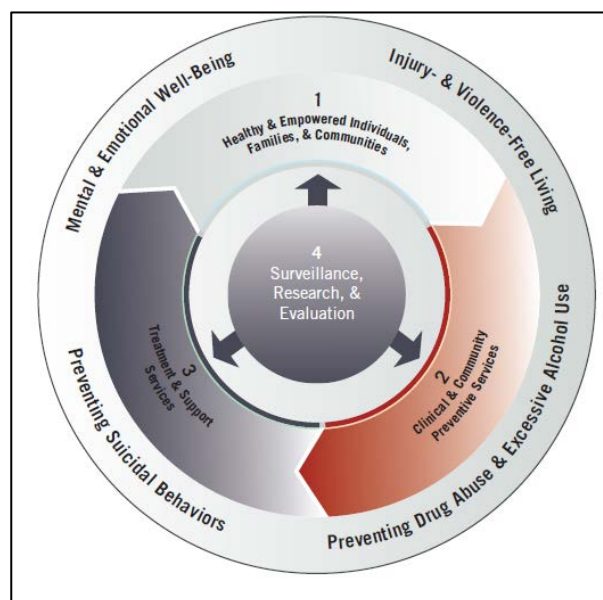 Mental & Emotional Well-Being
Injury- & Violence-Free Living
1
Healthy & Empowered Individuals,
Families, & Communities
4
Surveillance,
Research, &
Evaluation
3
Treatment & Support
Services
2
Clinical & Community
Preventive Services
Preventing Suicidal Behaviors
Preventing Drug Abuse & Excessive Alcohol Use